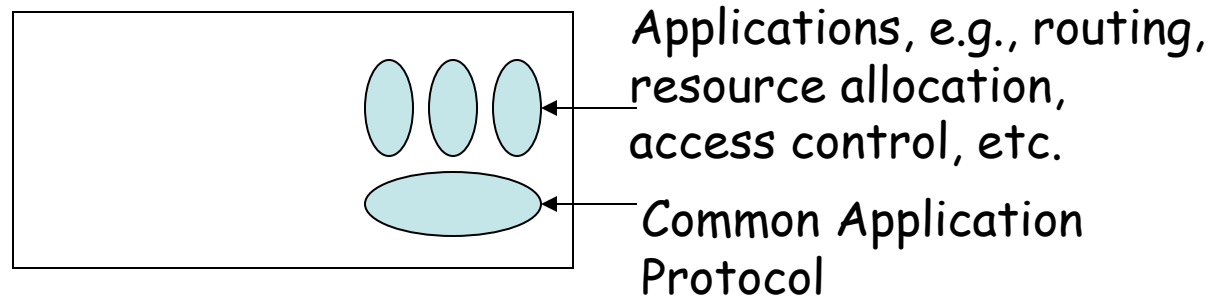 Applications, e.g., routing,
resource allocation,
access control, etc.
Common Application
Protocol